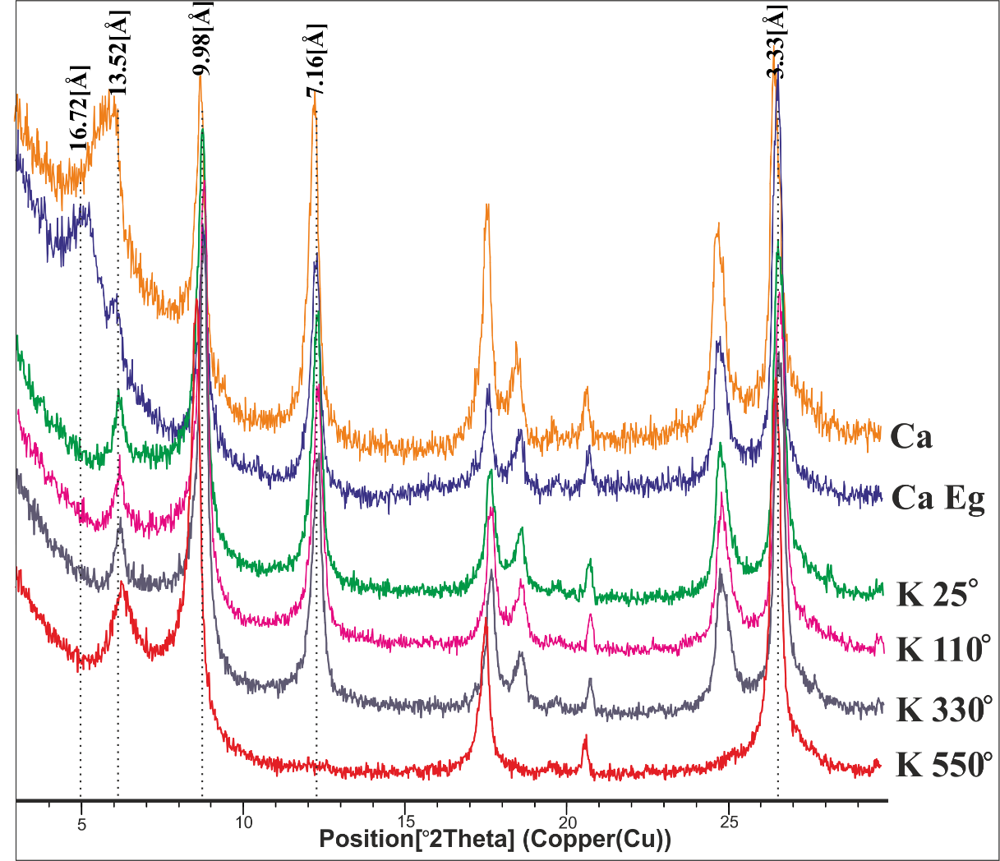 16.72[Å]
13.52[Å]
9.98[Å]
7.16[Å]
3.33[Å]
Ca
Ca Eg
K 25°
K 110°
K 330°
K 550°
5
10
15
20
25
Position[°2Theta] (Copper(Cu))